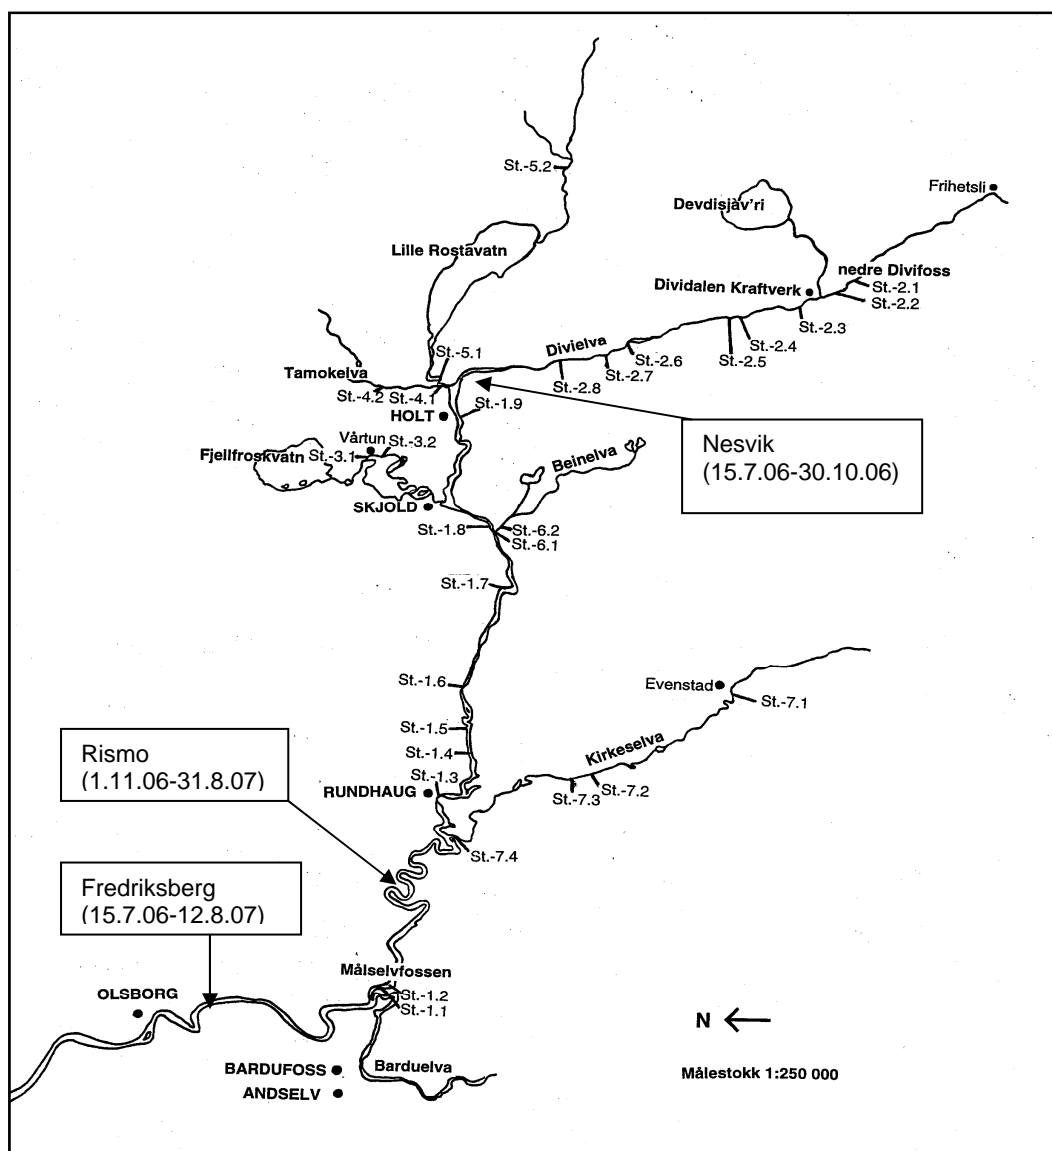 St.-5.2
Frihetsli
Devdisjàv'ri
Lille Rostavatn
nedre Divifoss
St.-2.1
Dividalen Kraftverk
St.-2.2
St.-2.3
St.-2.4
St.-2.5
Divielva
St.-2.6
St.-2.7
St.-2.8
St.-5.1
Tamokelva
St.-4.2
St.-4.1
St.-1.9
HOLT
Nesvik
(15.7.06-30.10.06)
Vårtun
St.-3.2
Fjellfroskvatn
St.-3.1
Beinelva
SKJOLD
St.-1.8
St.-6.2
St.-6.1
St.-1.7
St.-1.6
Evenstad
St.-7.1
St.-1.5
Kirkeselva
St.-1.4
Rismo
(1.11.06-31.8.07)
St.-1.3
RUNDHAUG
St.-7.2
St.-7.3
St.-7.4
Fredriksberg
(15.7.06-12.8.07)
Målselvfossen
OLSBORG
St.-1.2
St.-1.1
N
BARDUFOSS
Barduelva
Målestokk 1:250 000
ANDSELV